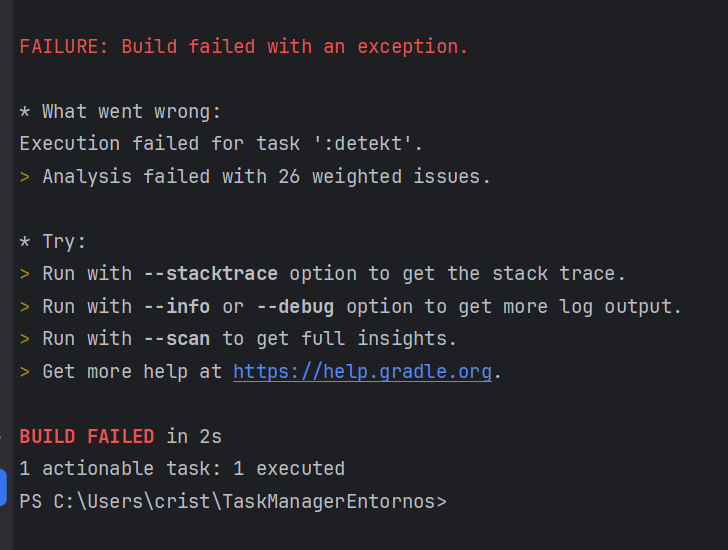 FAILURE: Build failed with an exception.
* What went wrong:
Execution failed for task ':detekt'.
> Analysis failed with 26 weighted issues.
* Try:
> Run with --stacktrace option to get the stack trace.
> Run with --info or --debug option to get more log output.
> Run with --scan to get full insights.
> Get more help at https://help.gradle.org.
BUILD FAILED in 2s
1 actionable task: 1 executed
PS C:\Users\crist\TaskManagerEntornos>